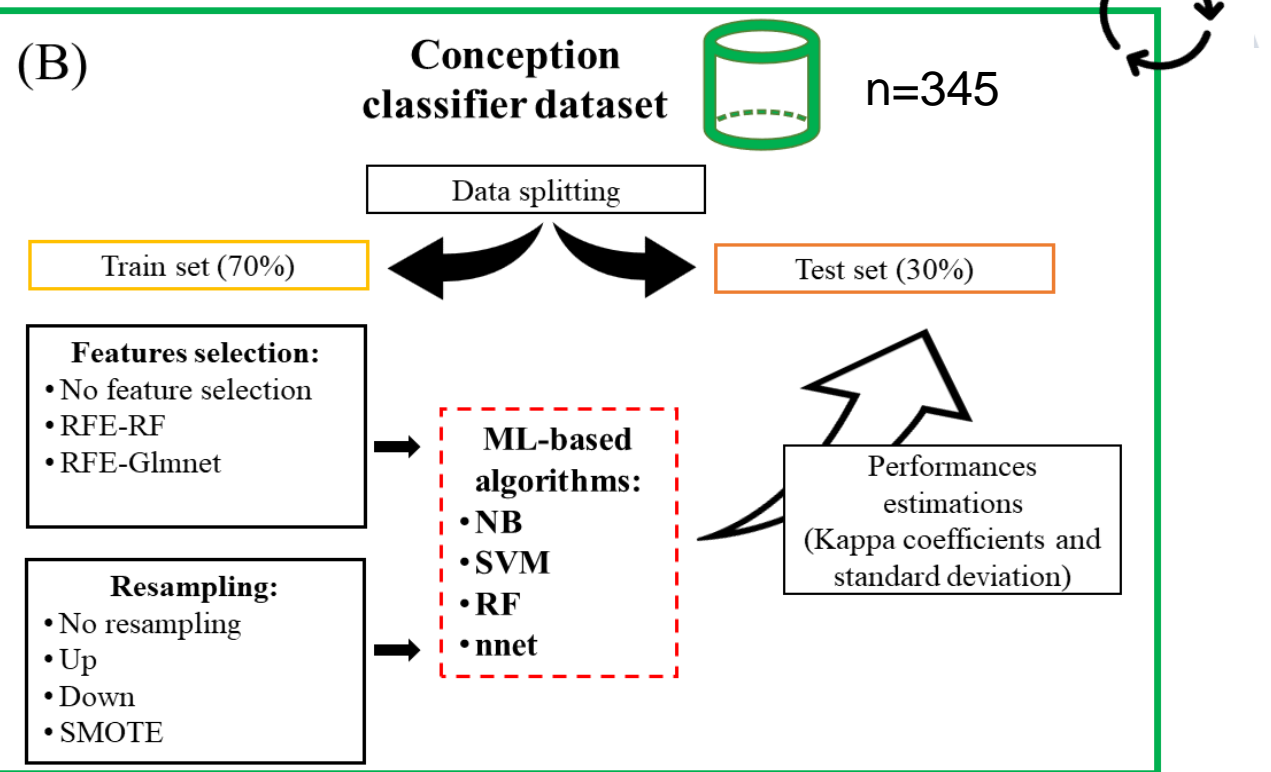 (B)
Conception
classifier dataset
n=345
Data splitting
Train set (70%)
Test set (30%)
Features selection:
• No feature selection
• RFE-RF
• RFE-Glmnet
Resampling:
• No resampling
• Up
• Down
• SMOTE
ML-based
algorithms:
• NB
• SVM
• RF
• nnet
Performances
estimations
(Kappa coefficients and
standard deviation)